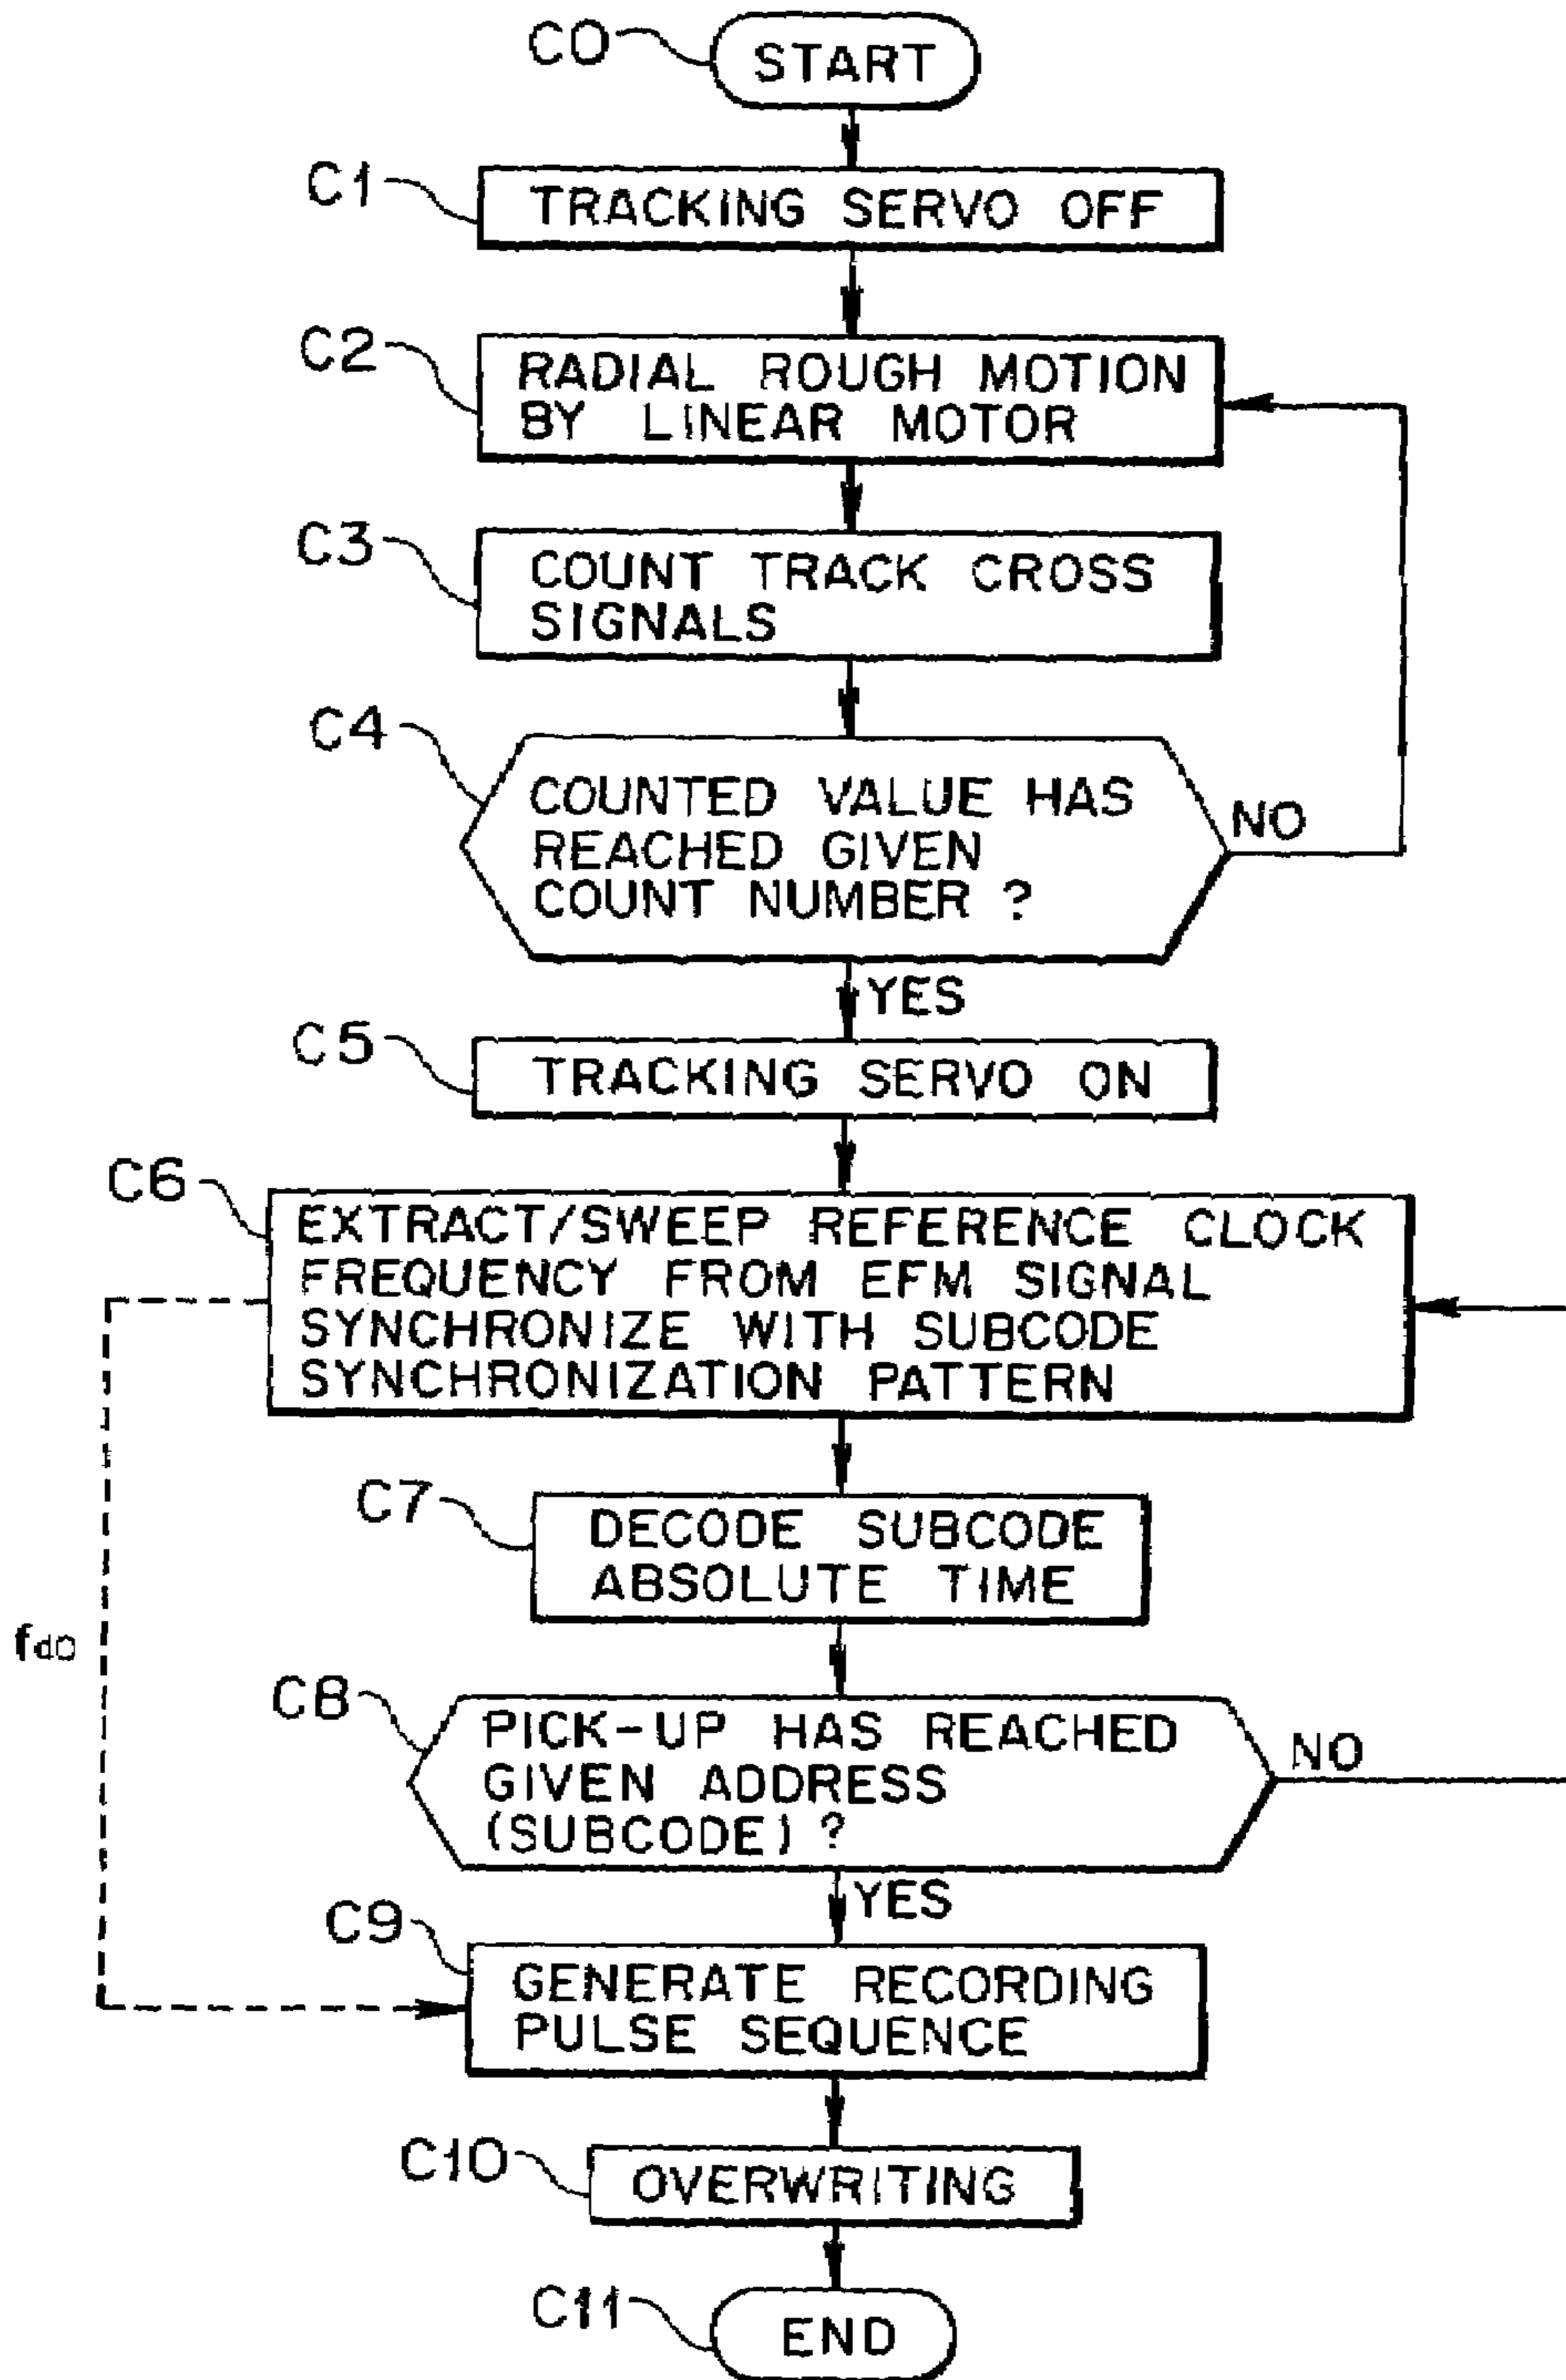 C0
START
C1
TRACKING SERVO OFF
C2
RADIAL ROUGH MOTION
BY LINEAR MOTOR
C3
COUNT TRACK CROSS
SIGNALS
C4
COUNTED VALUE HAS
REACHED GIVEN
COUNT NUMBER ?
NO
YES
C5
TRACKING SERVO ON
C6
EXTRACT/SWEEP REFERENCE CLOCK
FREQUENCY FROM EFM SIGNAL
SYNCHRONIZE WITH SUBCODE
SYNCHRONIZATION PATTERN
C7
DECODE SUBCODE
ABSOLUTE TIME
fd0
C8
PICK-UP HAS REACHED
GIVEN ADDRESS
(SUBCODE) ?
NO
YES
C9
GENERATE RECORDING
PULSE SEQUENCE
C10
OVERWRITING
C11
END